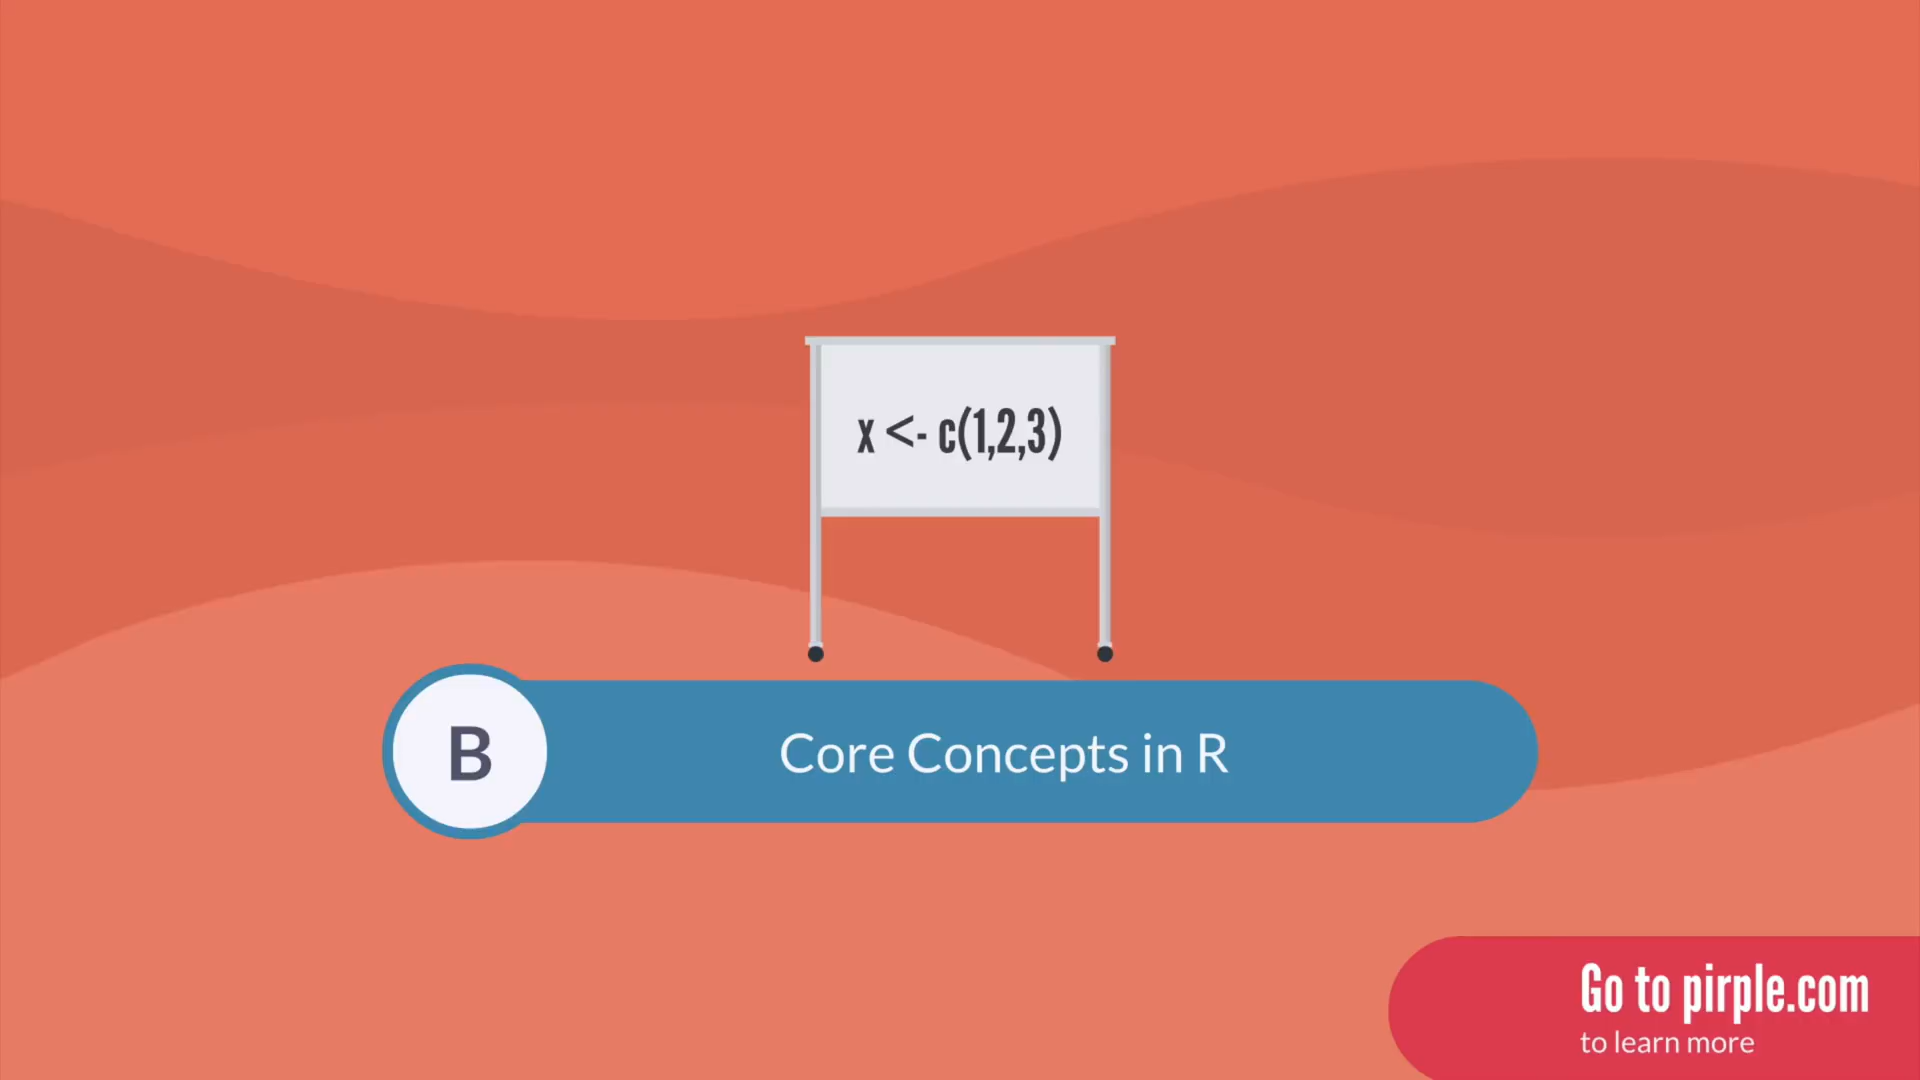 x <- c(1,2,3)
B
Core Concepts in R
Go to pirple.com
to learn more